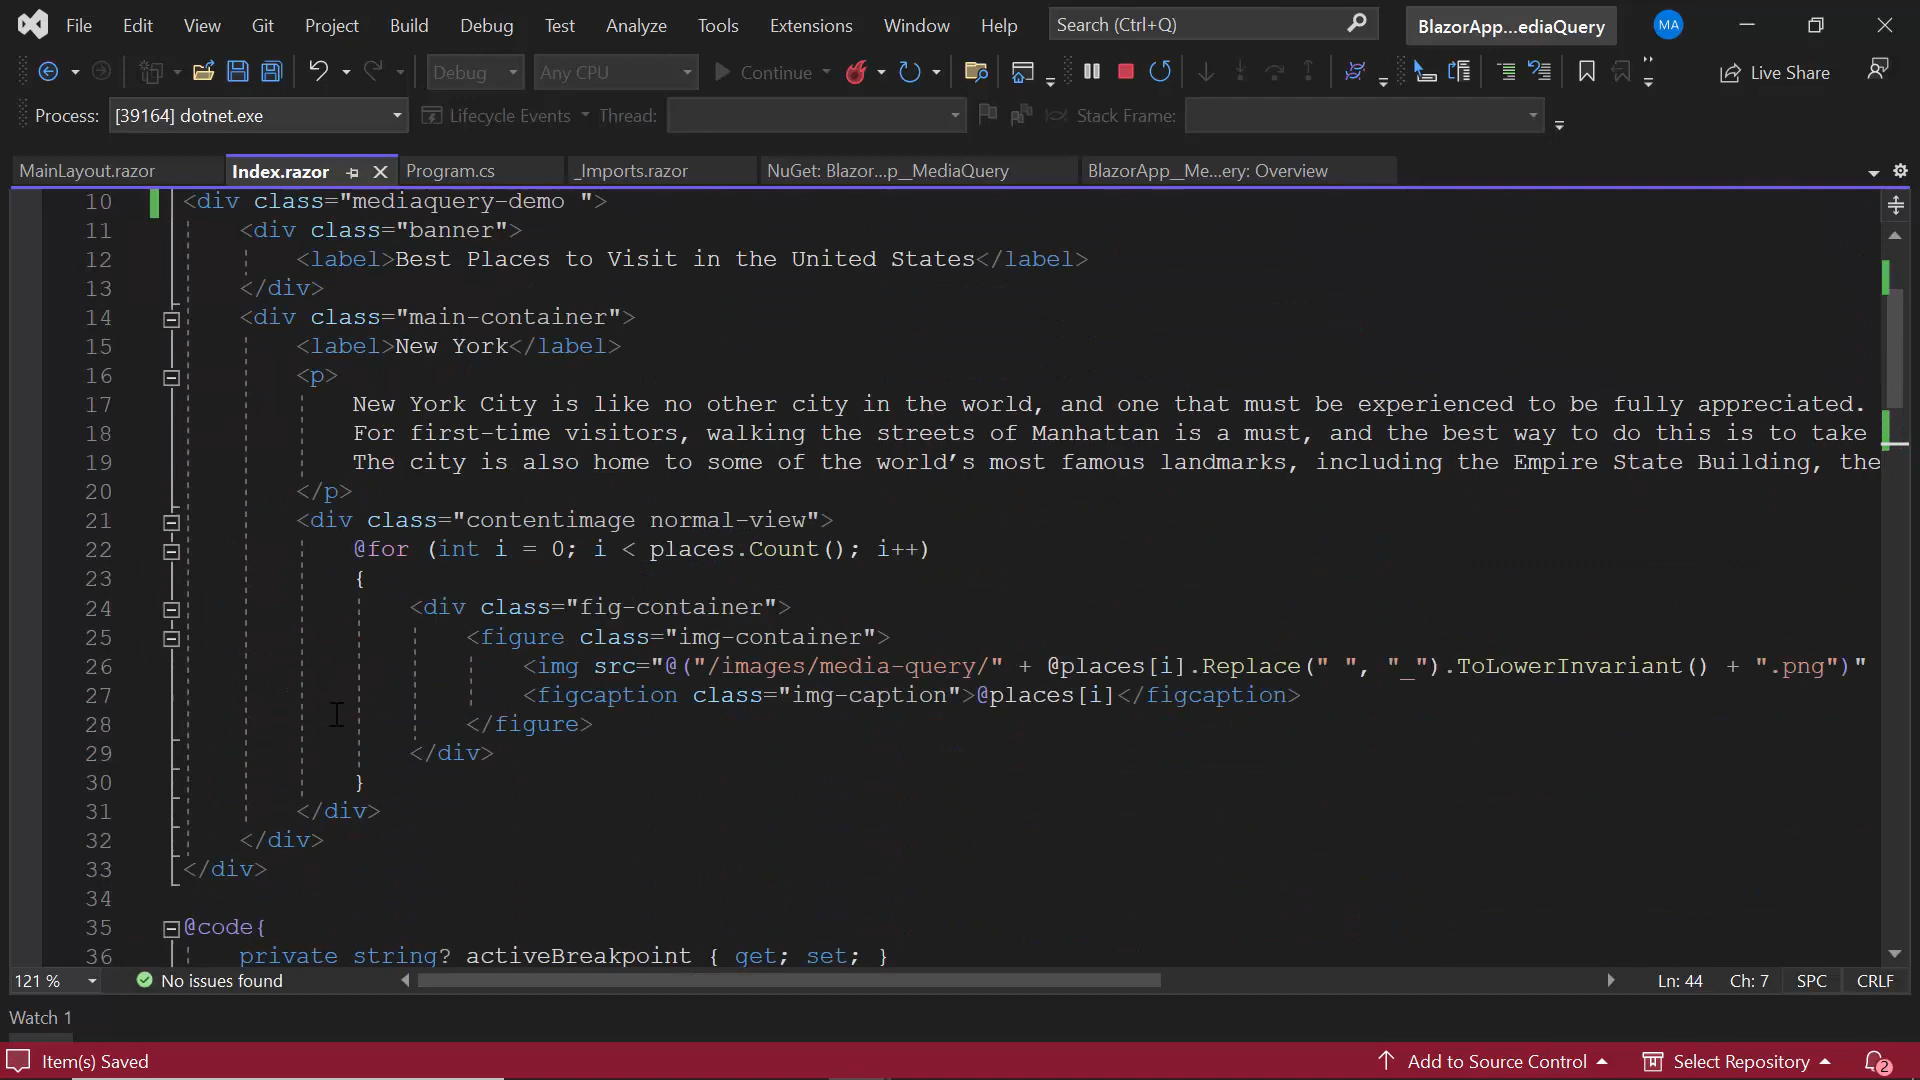 File Edit View Git Project Build Debug Test Analyze Tools Extensions Window Help Search (Ctrl+Q) BlazorApp...ediaQuery MA
Debug Any CPU Continue Live Share
Process: [39164] dotnet.exe Lifecycle Events Thread: Stack Frame:
MainLayout.razor Index.razor Program.cs _Imports.razor NuGet: Blazor...p__MediaQuery BlazorApp__Me...ery: Overview
10 <div class="mediaquery-demo ">
11 <div class="banner">
12 <label>Best Places to Visit in the United States</label>
13 </div>
14 <div class="main-container">
15 <label>New York</label>
16 <p>
17 New York City is like no other city in the world, and one that must be experienced to be fully appreciated.
18 For first-time visitors, walking the streets of Manhattan is a must, and the best way to do this is to take
19 The city is also home to some of the world’s most famous landmarks, including the Empire State Building, the
20 </p>
21 <div class="contentimage normal-view">
22 @for (int i = 0; i < places.Count(); i++)
23 {
24 <div class="fig-container">
25 <figure class="img-container">
26 <img src="@("/images/media-query/" + @places[i].Replace(" ", "_").ToLowerInvariant() + ".png")"
27 <figcaption class="img-caption">@places[i]</figcaption>
28 </figure>
29 </div>
30 }
31 </div>
32 </div>
33 </div>
34
35 @code{
36 private string? activeBreakpoint { get; set; }
121 % No issues found Ln: 44 Ch: 7 SPC CRLF
Watch 1
Item(s) Saved Add to Source Control Select Repository 2